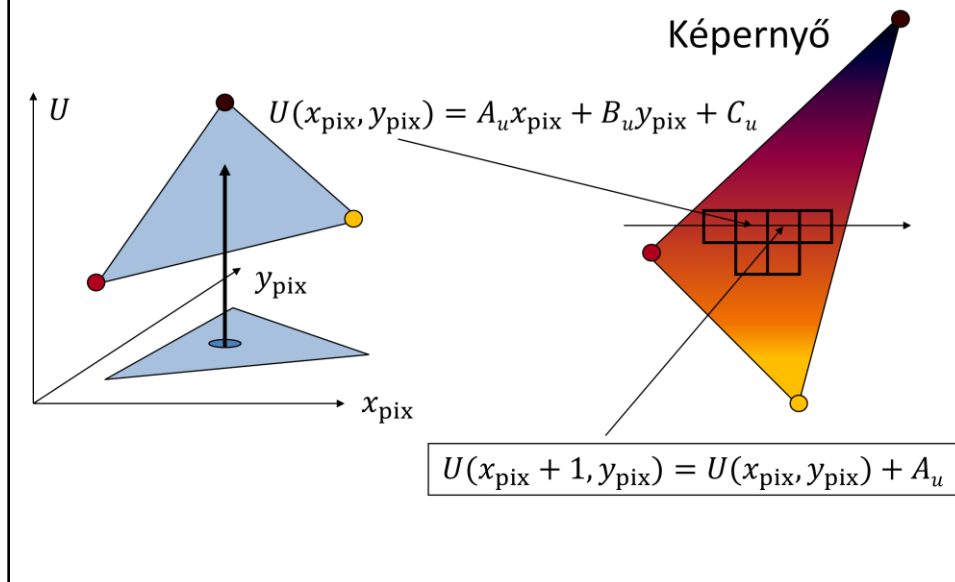 Képernyő
U
U(x_pix, y_pix) = A_u x_pix + B_u y_pix + C_u
y_pix
x_pix
U(x_pix + 1, y_pix) = U(x_pix, y_pix) + A_u